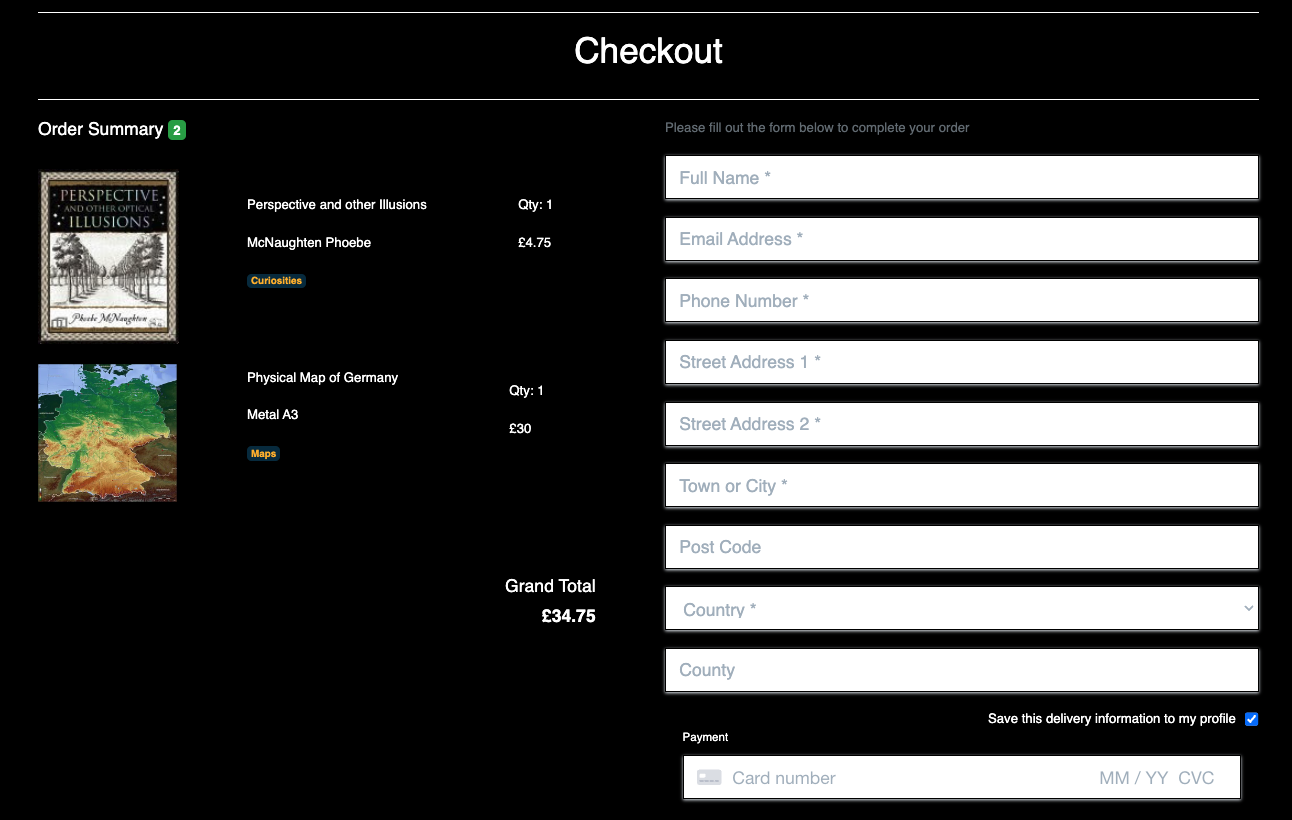 Checkout
Order Summary 2
PERSPECTIVE
AND OTHER OPTICAL
ILLUSIONS
Phoebe McNaughton
Perspective and other Illusions
Qty: 1
McNaughten Phoebe
£4.75
Curiosities
Physical Map of Germany
Qty: 1
Metal A3
£30
Maps
Grand Total
£34.75
Please fill out the form below to complete your order
Full Name *
Email Address *
Phone Number *
Street Address 1 *
Street Address 2 *
Town or City *
Post Code
Country *
County
Save this delivery information to my profile
Payment
Card number MM / YY CVC